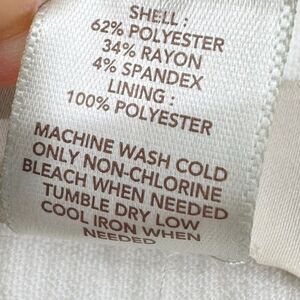 SHELL :
62% POLYESTER
34% RAYON
4% SPANDEX
LINING :
100% POLYESTER
MACHINE WASH COLD
ONLY NON-CHLORINE
BLEACH WHEN NEEDED
TUMBLE DRY LOW
COOL IRON WHEN
NEEDED